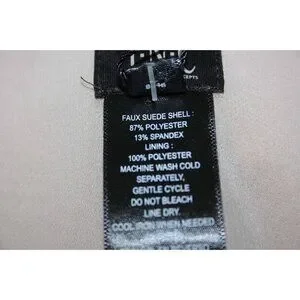 CEPTS
FAUX SUEDE SHELL :
87% POLYESTER
13% SPANDEX
LINING :
100% POLYESTER
MACHINE WASH COLD
SEPARATELY,
GENTLE CYCLE
DO NOT BLEACH
LINE DRY.
COOL IRON WHEN NEEDED